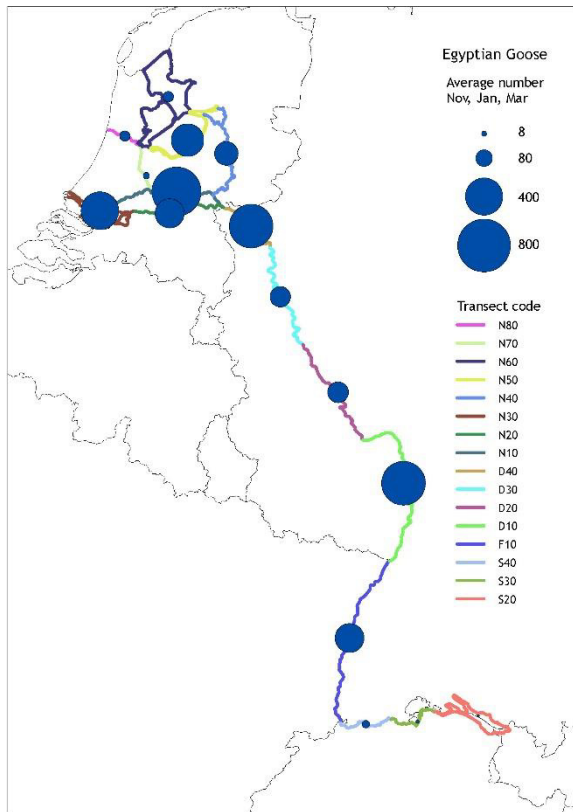 Egyptian Goose
Average number
Nov, Jan, Mar
8
80
400
800
Transect code
N80
N70
N60
N50
N40
N30
N20
N10
D40
D30
D20
D10
F10
S40
S30
S20